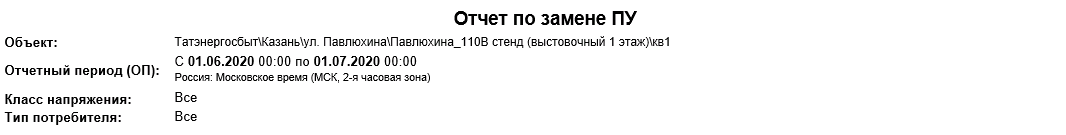 Отчет по замене ПУ
Объект: Татэнергосбыт\Казань\ул. Павлюхина\Павлюхина_110В стенд (выстовочный 1 этаж)\кв1
Отчетный период (ОП): С 01.06.2020 00:00 по 01.07.2020 00:00
Россия: Московское время (МСК, 2-я часовая зона)
Класс напряжения: Все
Тип потребителя: Все